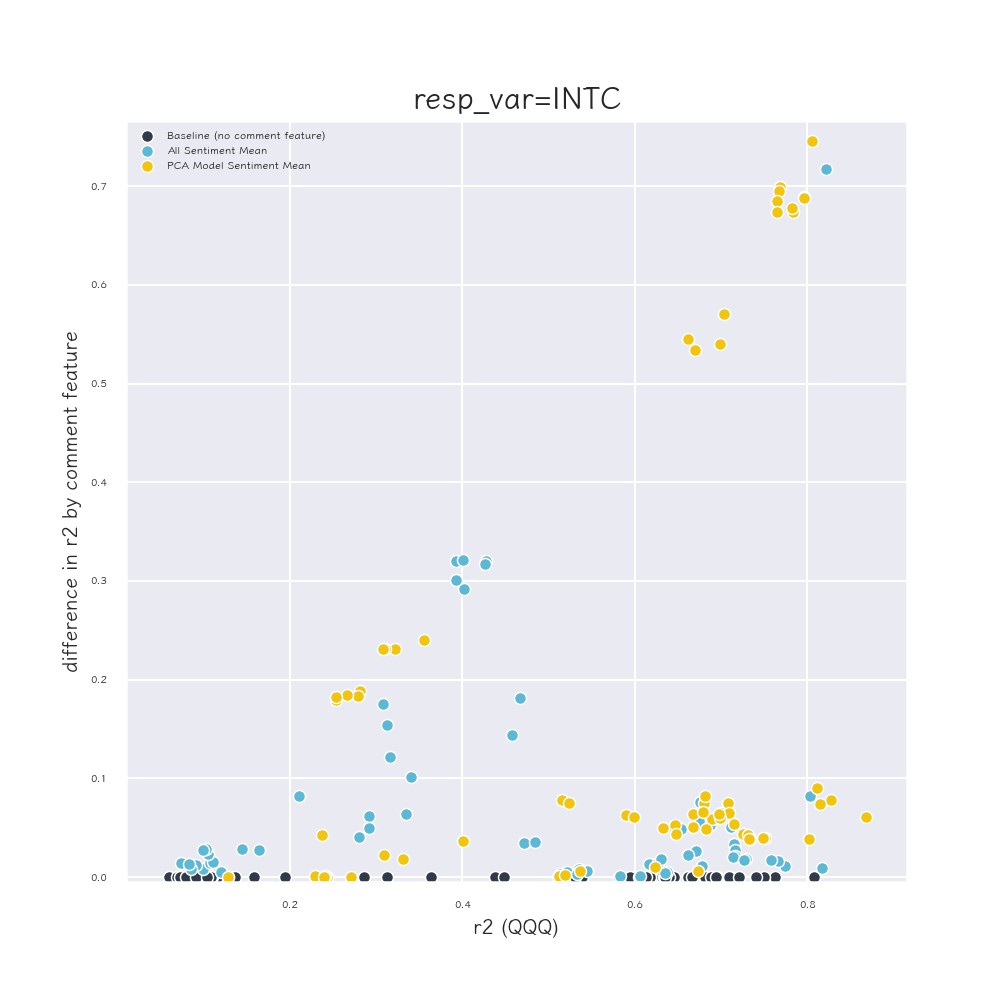 resp_var=INTC
Baseline (no comment feature)
All Sentiment Mean
PCA Model Sentiment Mean
difference in r2 by comment feature
0.7
0.6
0.5
0.4
0.3
0.2
0.1
0.0
0.2 0.4 0.6 0.8
r2 (QQQ)